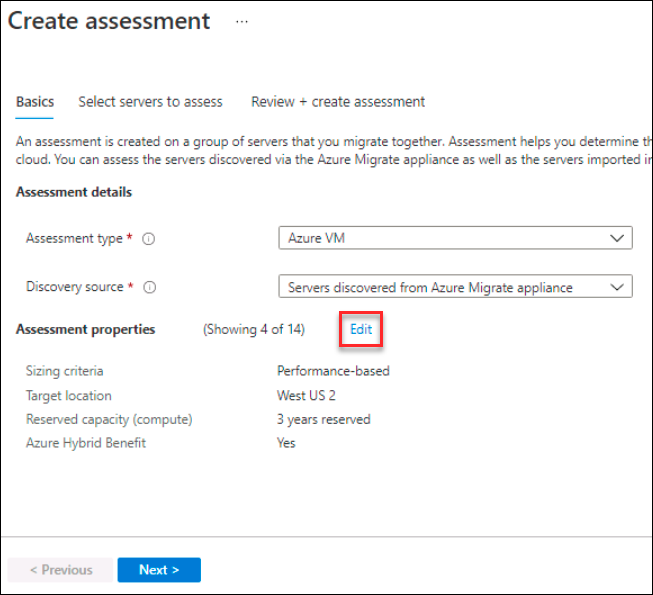 Create assessment ...
Basics Select servers to assess Review + create assessment
An assessment is created on a group of servers that you migrate together. Assessment helps you determine
cloud. You can assess the servers discovered via the Azure Migrate appliance as well as the servers imported
Assessment details
Assessment type * Azure VM
Discovery source * Servers discovered from Azure Migrate appliance
Assessment properties (Showing 4 of 14) Edit
Sizing criteria Performance-based
Target location West US 2
Reserved capacity (compute) 3 years reserved
Azure Hybrid Benefit Yes
< Previous Next >